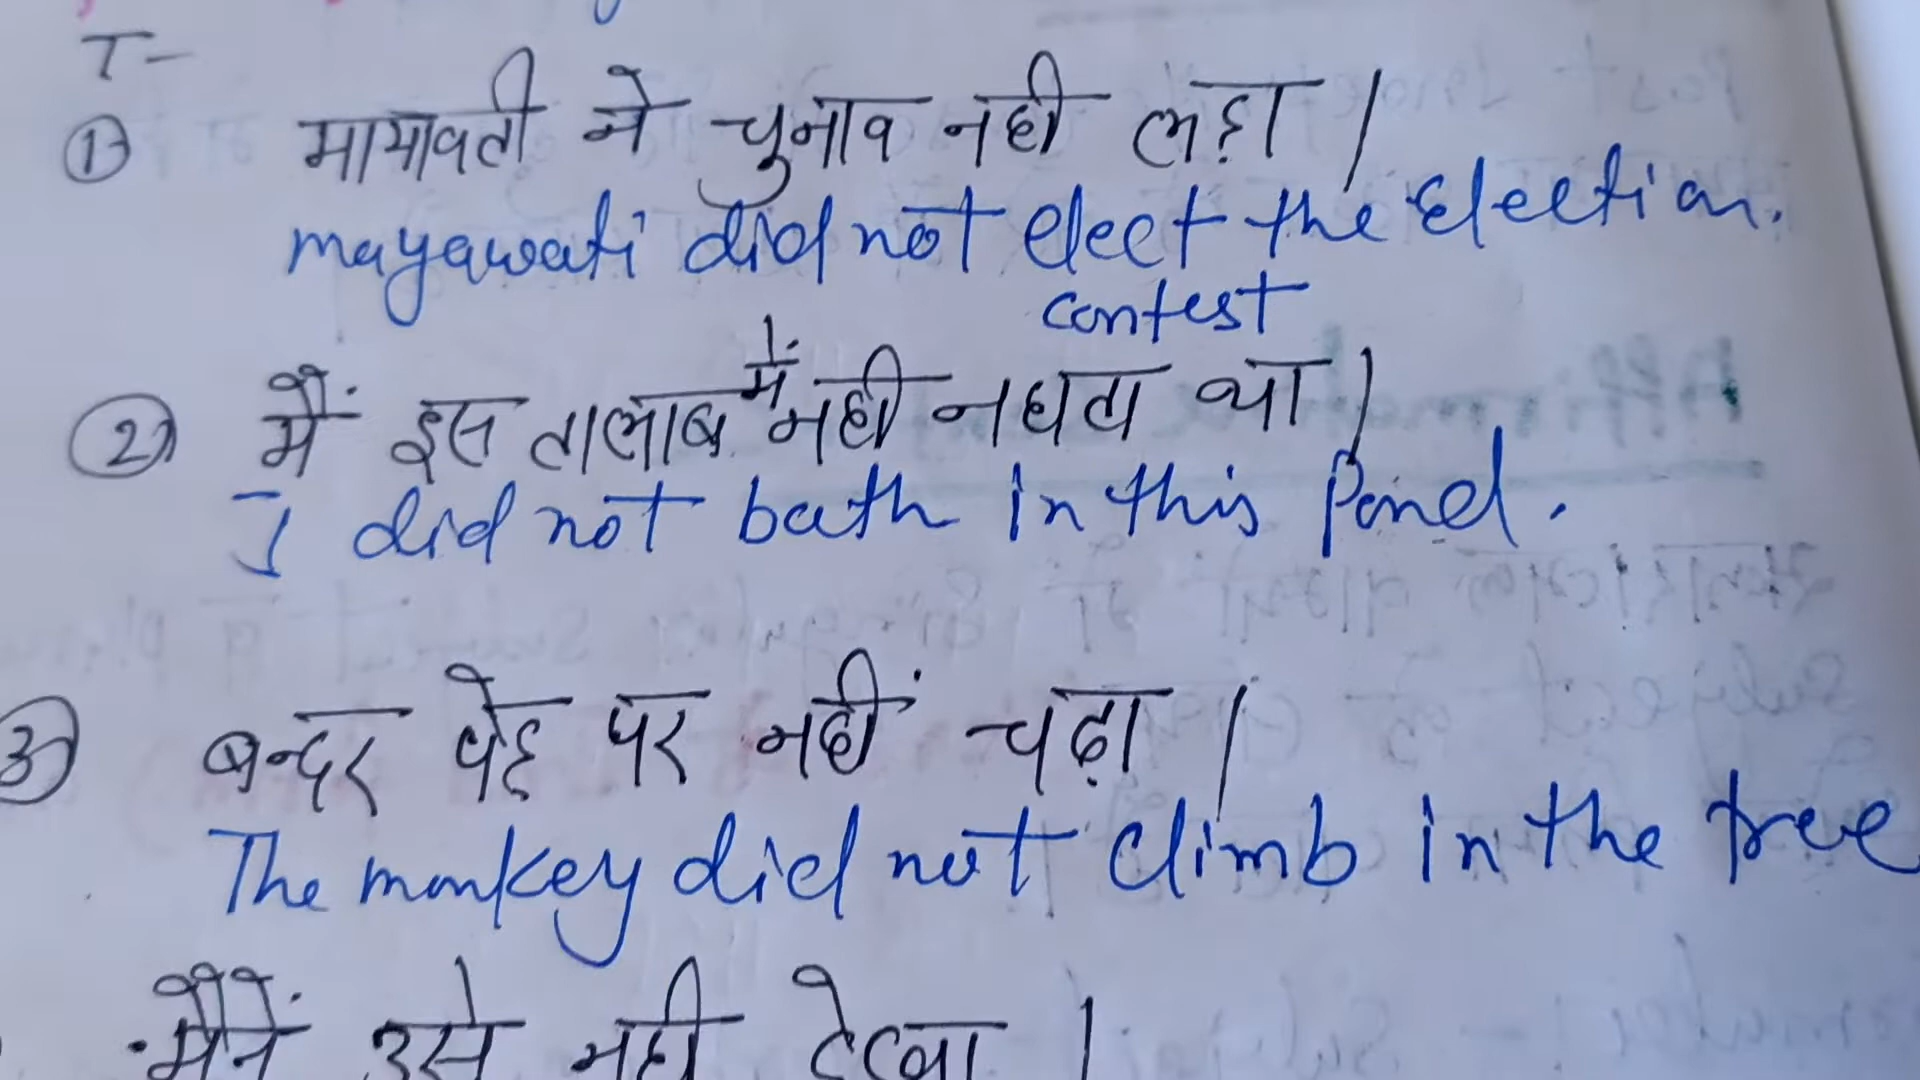 T-
① मायावती ने चुनाव नही लड़ा |
mayawati did not elect the Election.
contest
② मैं इस तालाब में नही नहाता था |
I did not bath in this Pond.
③ बन्दर पेड़ पर नहीं चढ़ा |
The monkey did not climb in the tree
मैंने उसे नही देखा |